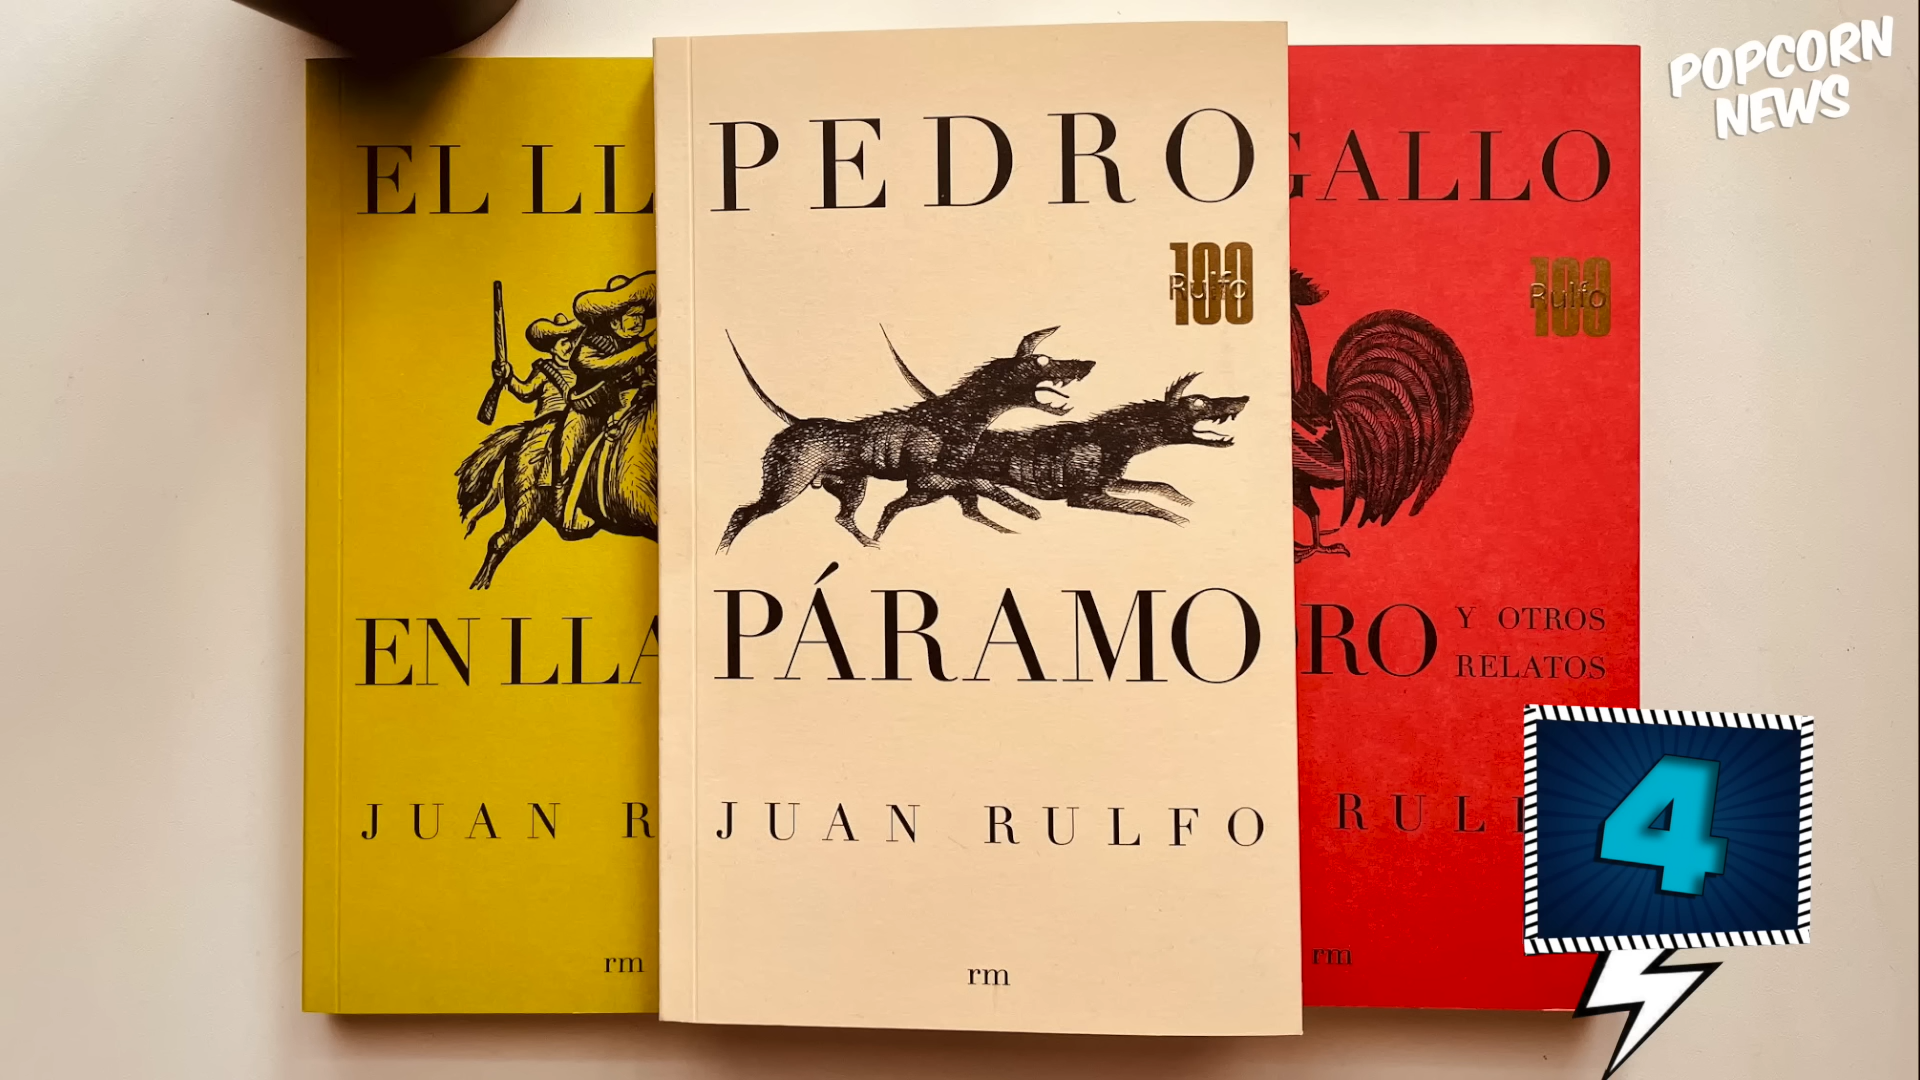 POPCORN
NEWS
EL LL
EN LLA
JUAN R
rm
PEDRO
100
Rulfo
PÁRAMO
JUAN RULFO
rm
GALLO
100
Rulfo
RO Y OTROS
RELATOS
RUL
rm
4